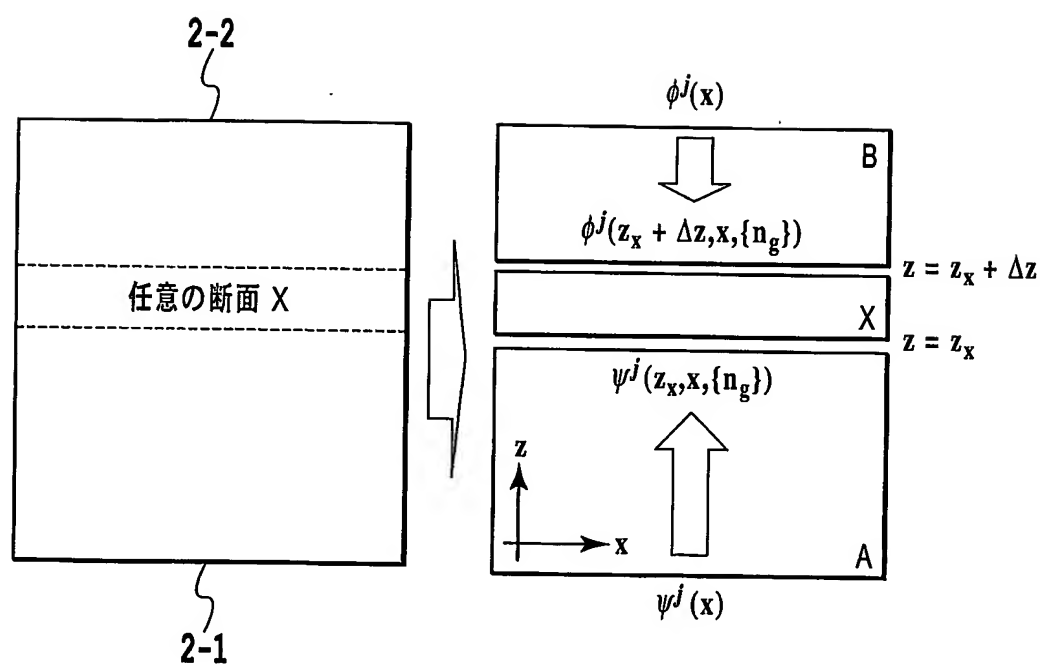 2-2
任意の断面 X
2-1
ϕʲ(x)
B
ϕʲ(zₓ + Δz,x,{n_g})
z = zₓ + Δz
X
z = zₓ
ψʲ(zₓ,x,{n_g})
z
x
A
ψʲ(x)